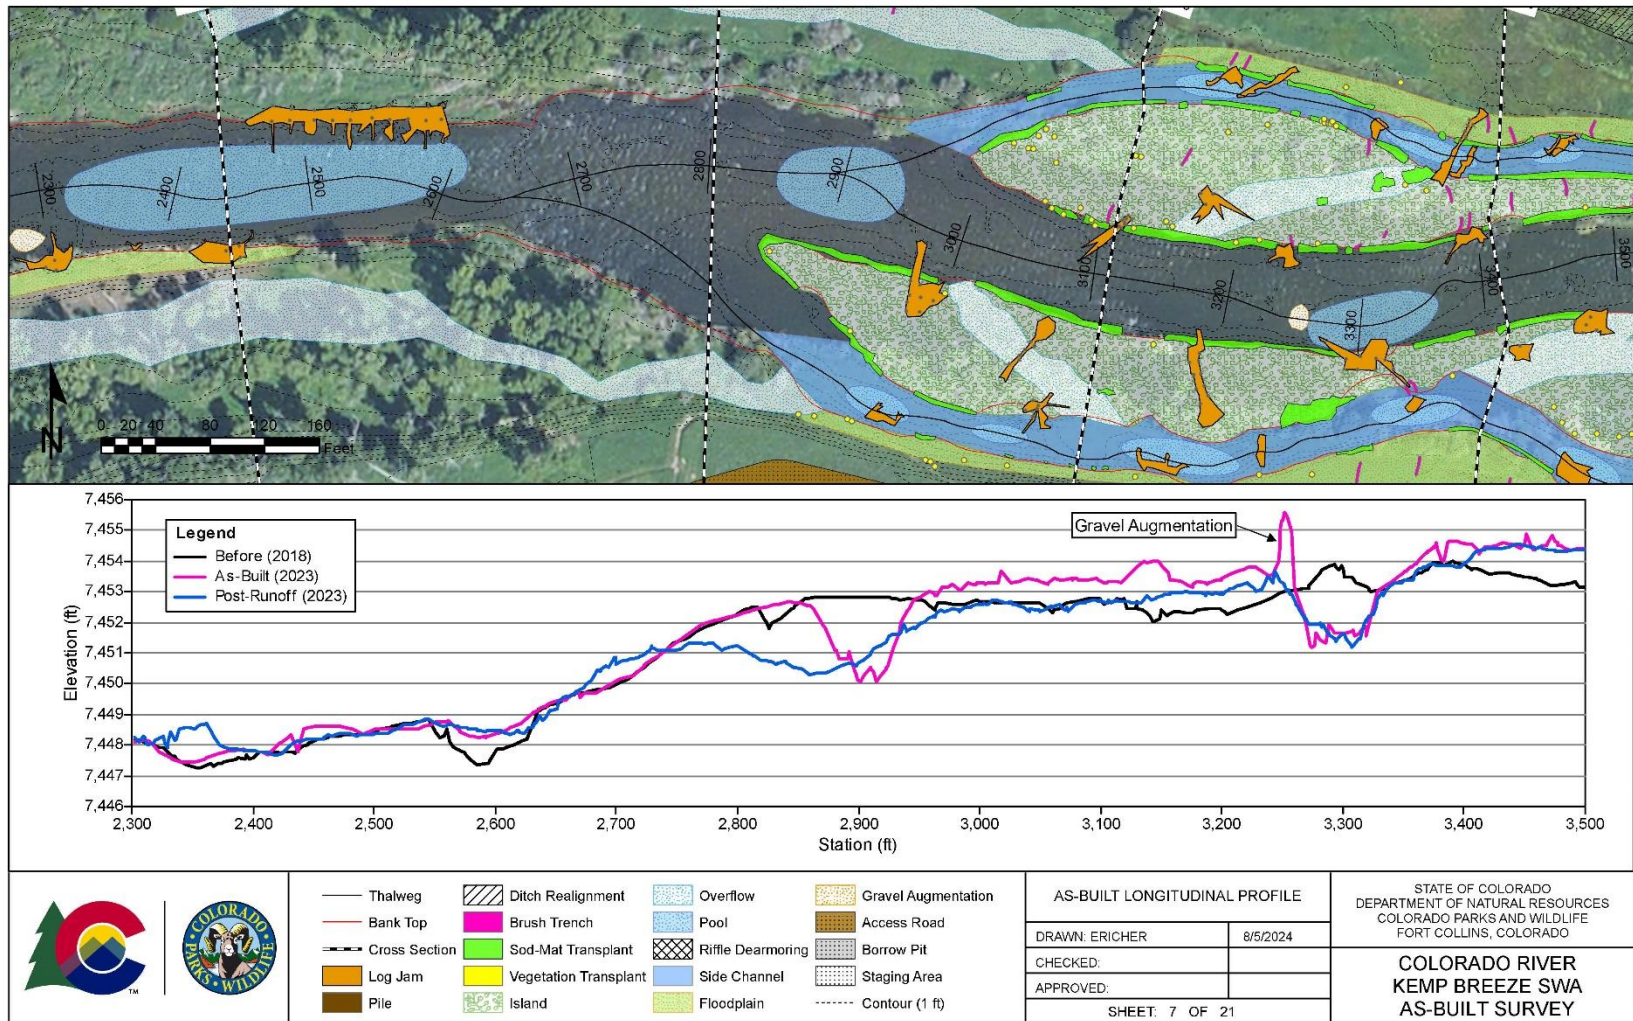 2300
2400
2500
2600
2700
2800
2900
3000
3100
3200
3300
3400
3500
N
0 20 40 80 120 160
Feet
7,456
7,455
7,454
7,453
7,452
7,451
7,450
7,449
7,448
7,447
7,446
Elevation (ft)
Legend
Before (2018)
As-Built (2023)
Post-Runoff (2023)
Gravel Augmentation
2,300 2,400 2,500 2,600 2,700 2,800 2,900 3,000 3,100 3,200 3,300 3,400 3,500
Station (ft)
TM
COLORADO
PARKS • WILDLIFE
Thalweg
Bank Top
Cross Section
Log Jam
Pile
Ditch Realignment
Brush Trench
Sod-Mat Transplant
Vegetation Transplant
Island
Overflow
Pool
Riffle Dearmoring
Side Channel
Floodplain
Gravel Augmentation
Access Road
Borrow Pit
Staging Area
Contour (1 ft)
AS-BUILT LONGITUDINAL PROFILE
DRAWN: ERICHER 8/5/2024
CHECKED:
APPROVED:
SHEET: 7 OF 21
STATE OF COLORADO
DEPARTMENT OF NATURAL RESOURCES
COLORADO PARKS AND WILDLIFE
FORT COLLINS, COLORADO
COLORADO RIVER
KEMP BREEZE SWA
AS-BUILT SURVEY